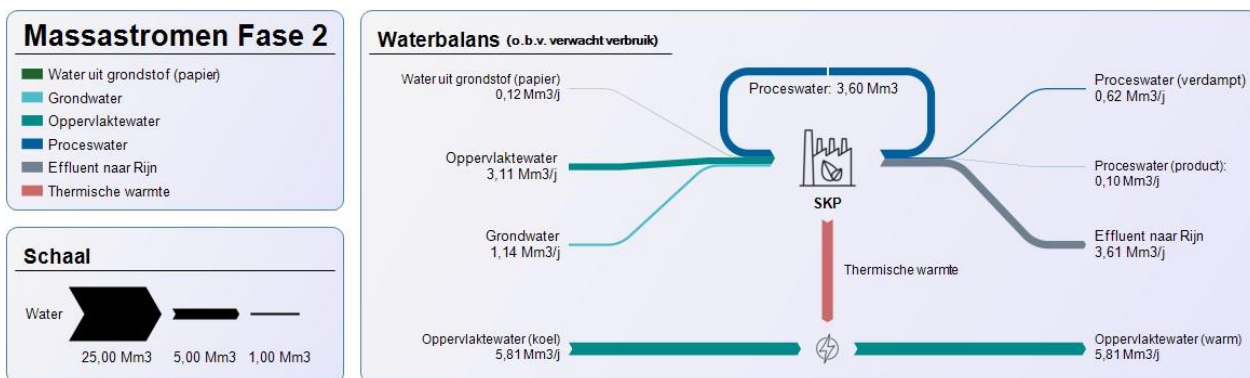 Massastromen Fase 2
Water uit grondstof (papier)
Grondwater
Oppervlaktewater
Proceswater
Effluent naar Rijn
Thermische warmte
Schaal
Water
25,00 Mm3
5,00 Mm3
1,00 Mm3
Waterbalans (o.b.v. verwacht verbruik)
Water uit grondstof (papier)
0,12 Mm3/j
Oppervlaktewater
3,11 Mm3/j
Grondwater
1,14 Mm3/j
Proceswater: 3,60 Mm3
SKP
Thermische warmte
Proceswater (verdampt)
0,62 Mm3/j
Proceswater (product):
0,10 Mm3/j
Effluent naar Rijn
3,61 Mm3/j
Oppervlaktewater (koel)
5,81 Mm3/j
Oppervlaktewater (warm)
5,81 Mm3/j